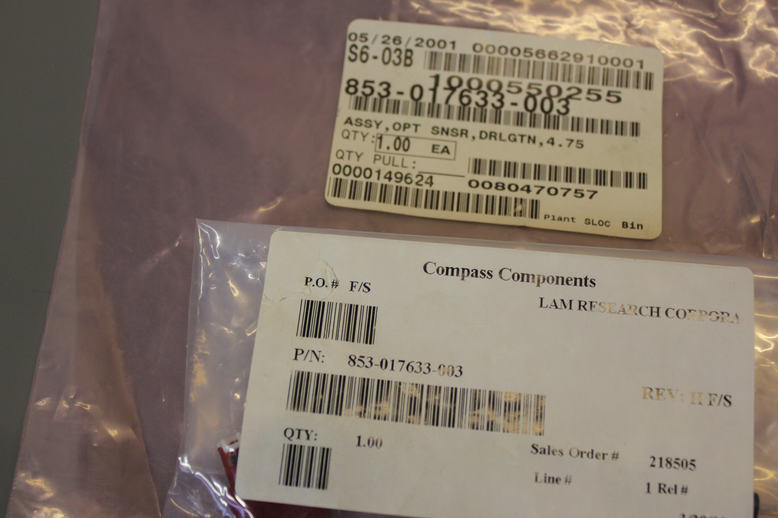 05/26/2001 00005662910001
S6-03B
1000550255
853-017633-003
ASSY,OPT SNSR,DRLGTN,4.75
QTY: 1.00 EA
QTY PULL:
0000149624 0080470757
Plant SLOC Bin
Compass Components
P.O.# F/S
LAM RESEARCH CORPORA
P/N: 853-017633-003
REV: H F/S
QTY: 1.00
Sales Order # 218505
Line # 1 Rel #